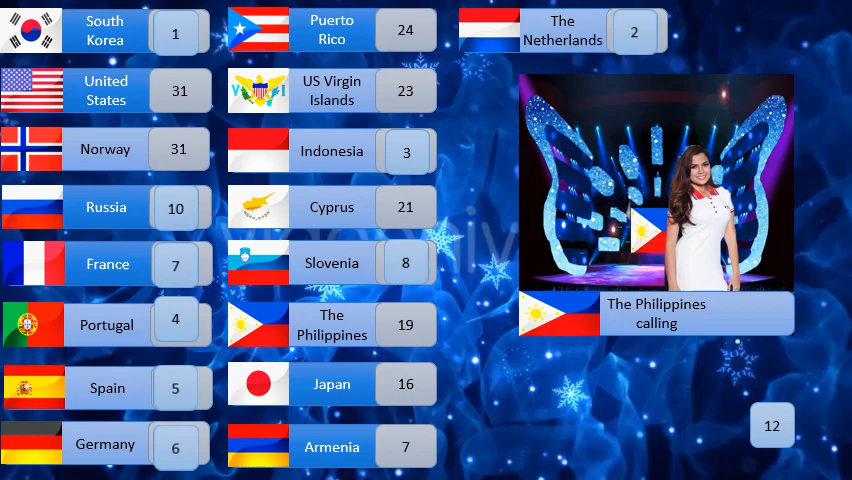 South
Korea
1
United
States
31
Norway
31
Russia
10
France
7
Portugal
4
Spain
5
Germany
6
Puerto
Rico
24
US Virgin
Islands
23
Indonesia
3
Cyprus
21
Slovenia
8
The
Philippines
19
Japan
16
Armenia
7
The
Netherlands
2
The Philippines
calling
12